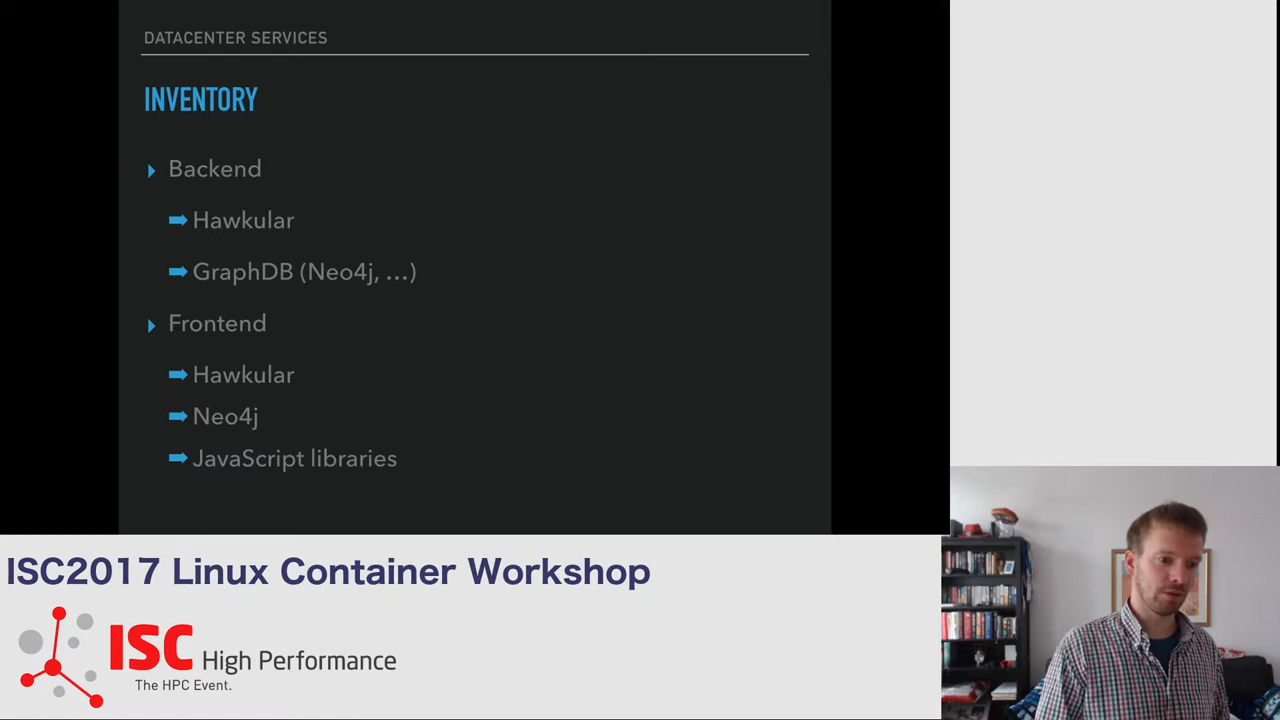 DATACENTER SERVICES
INVENTORY
Backend
Hawkular
GraphDB (Neo4j, …)
Frontend
Hawkular
Neo4j
JavaScript libraries
ISC2017 Linux Container Workshop
ISC High Performance
The HPC Event.